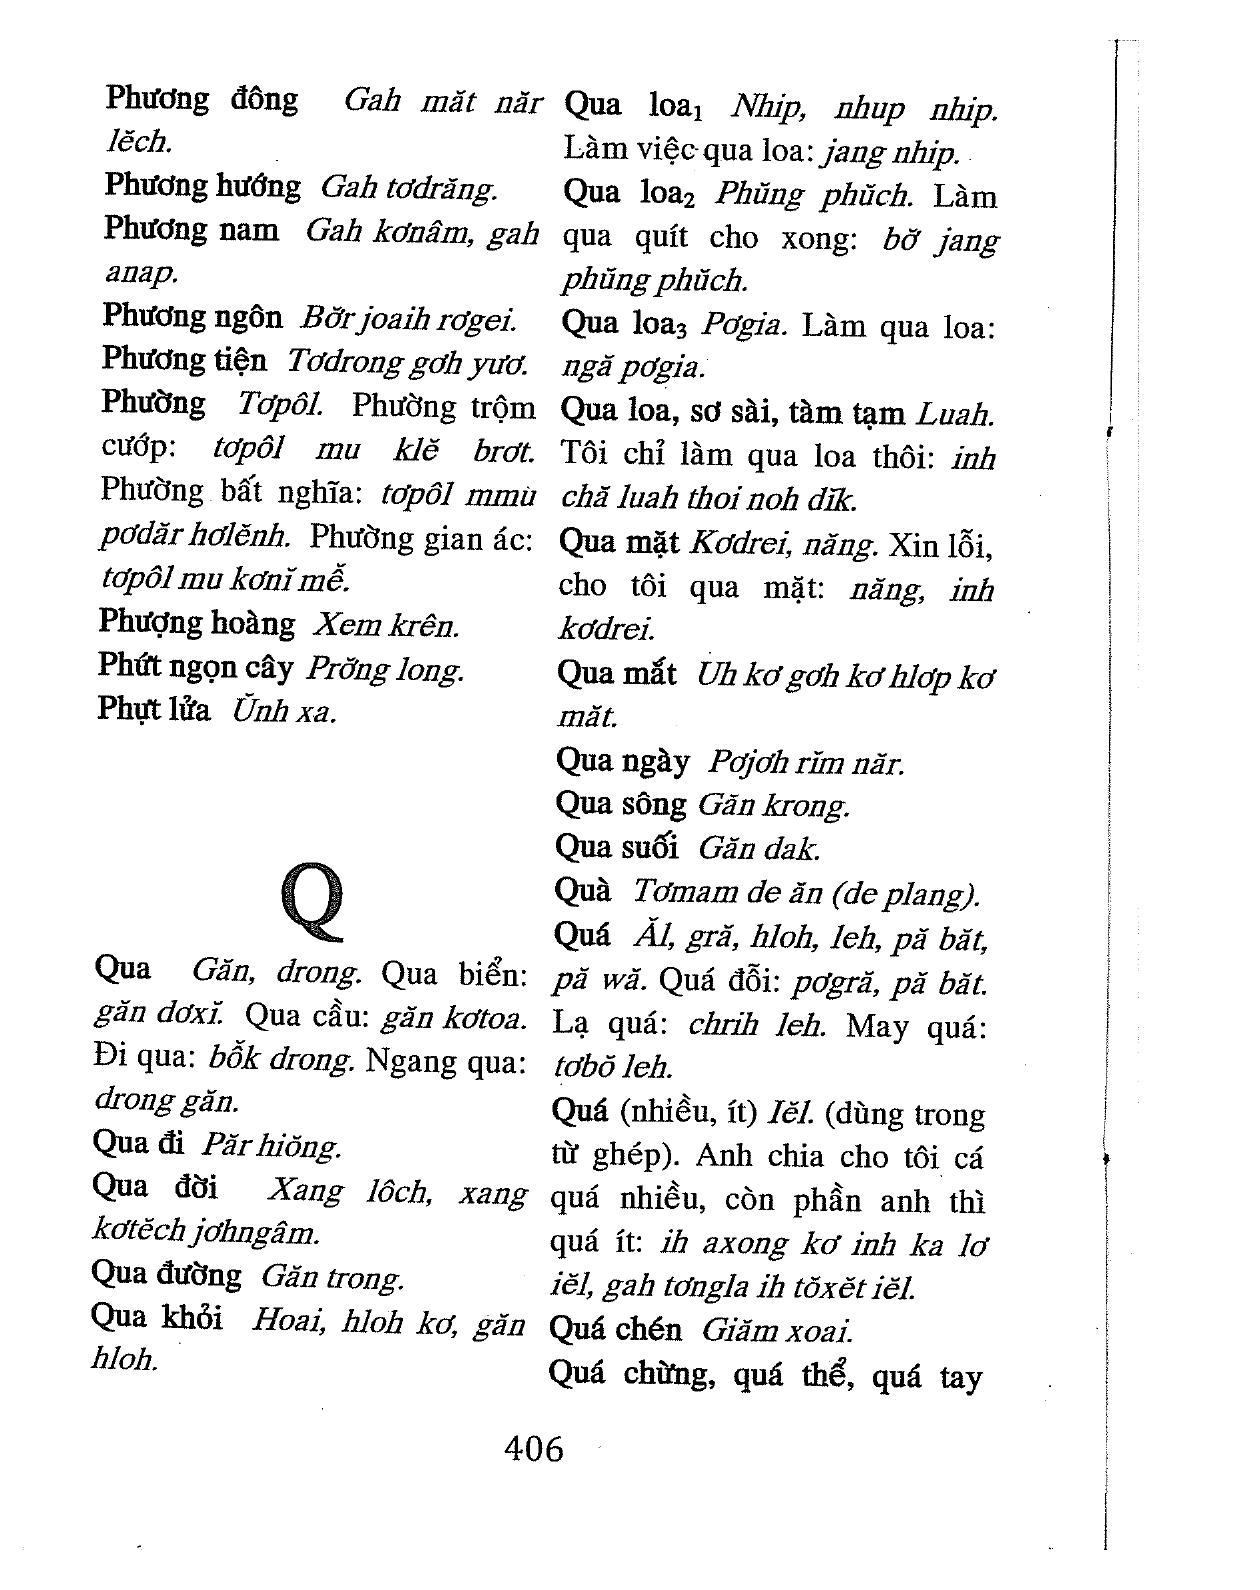 Phương đông Gah măt năr
lĕch.
Phương hướng Gah tơdrăng.
Phương nam Gah kơnâm, gah
anap.
Phương ngôn Bơ̆r joaih rơgei.
Phương tiện Tơdrong gơh yươ.
Phường Tơpôl. Phường trộm
cướp: tơpôl mu klĕ brơt.
Phường bất nghĩa: tơpôl mmù
pơdăr hơlĕnh. Phường gian ác:
tơpôl mu kơnĭ mê̆.
Phượng hoàng Xem krên.
Phứt ngọn cây Prơ̆ng long.
Phụt lửa Ŭnh xa.
Q
Qua Găn, drong. Qua biển:
găn dơxĭ. Qua cầu: găn kơtoa.
Đi qua: bô̆k drong. Ngang qua:
drong găn.
Qua đi Păr hiŏng.
Qua đời Xang lôch, xang
kơtĕch jơhngâm.
Qua đường Găn trong.
Qua khỏi Hoai, hloh kơ, găn
hloh.
Qua loa₁ Nhip, nhup nhip.
Làm việc qua loa: jang nhip.
Qua loa₂ Phŭng phŭch. Làm
qua quít cho xong: bơ̆ jang
phŭng phŭch.
Qua loa₃ Pơgia. Làm qua loa:
ngă pơgia.
Qua loa, sơ sài, tàm tạm Luah.
Tôi chỉ làm qua loa thôi: inh
chă luah thoi noh dĭk.
Qua mặt Kơdrei, năng. Xin lỗi,
cho tôi qua mặt: năng, inh
kơdrei.
Qua mắt Uh kơ gơh kơ hlơp kơ
măt.
Qua ngày Pơjơh rĭm năr.
Qua sông Găn krong.
Qua suối Găn dak.
Quà Tơmam de ăn (de plang).
Quá Ăl, gră, hloh, leh, pă băt,
pă wă. Quá đỗi: pơgră, pă băt.
Lạ quá: chrih leh. May quá:
tơbŏ leh.
Quá (nhiều, ít) Iĕl. (dùng trong
từ ghép). Anh chia cho tôi cá
quá nhiều, còn phần anh thì
quá ít: ih axong kơ inh ka lơ
iĕl, gah tơngla ih tŏxĕt iĕl.
Quá chén Giăm xoai.
Quá chừng, quá thể, quá tay
406